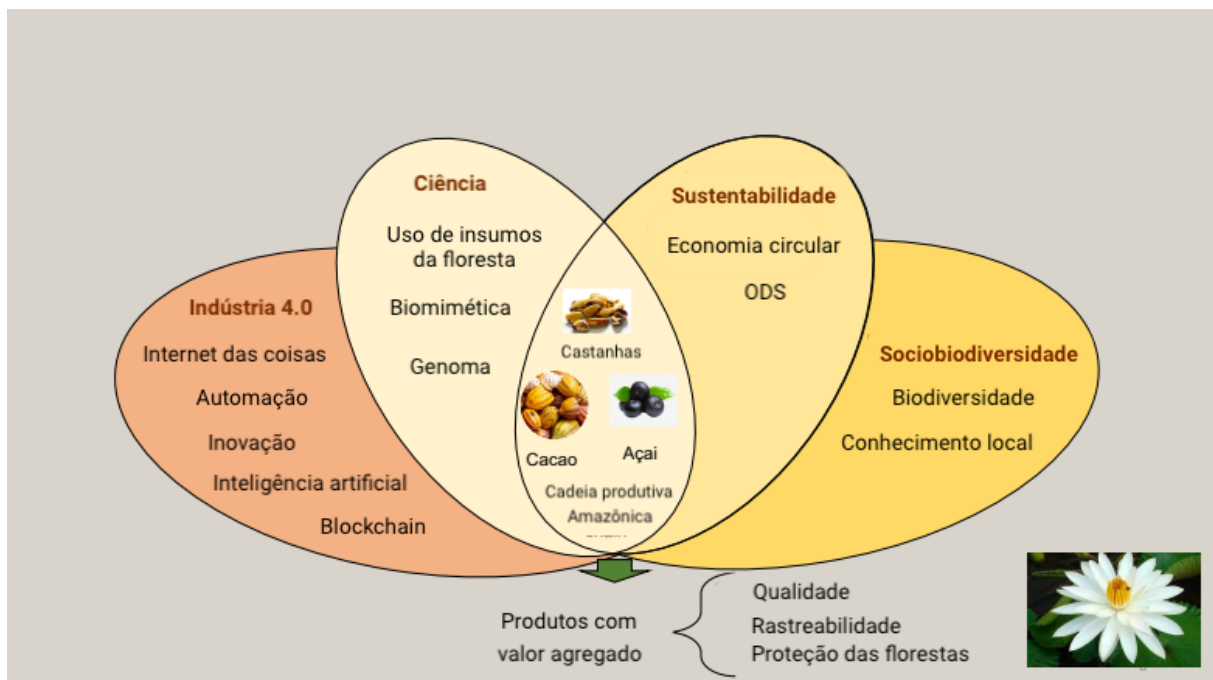 Ciência
Uso de insumos
da floresta
Biomimética
Genoma
Sustentabilidade
Economia circular
ODS
Indústria 4.0
Internet das coisas
Automação
Inovação
Inteligência artificial
Blockchain
Castanhas
Cacao
Açai
Cadeia produtiva
Amazônica
Sociobiodiversidade
Biodiversidade
Conhecimento local
Produtos com
valor agregado
Qualidade
Rastreabilidade
Proteção das florestas